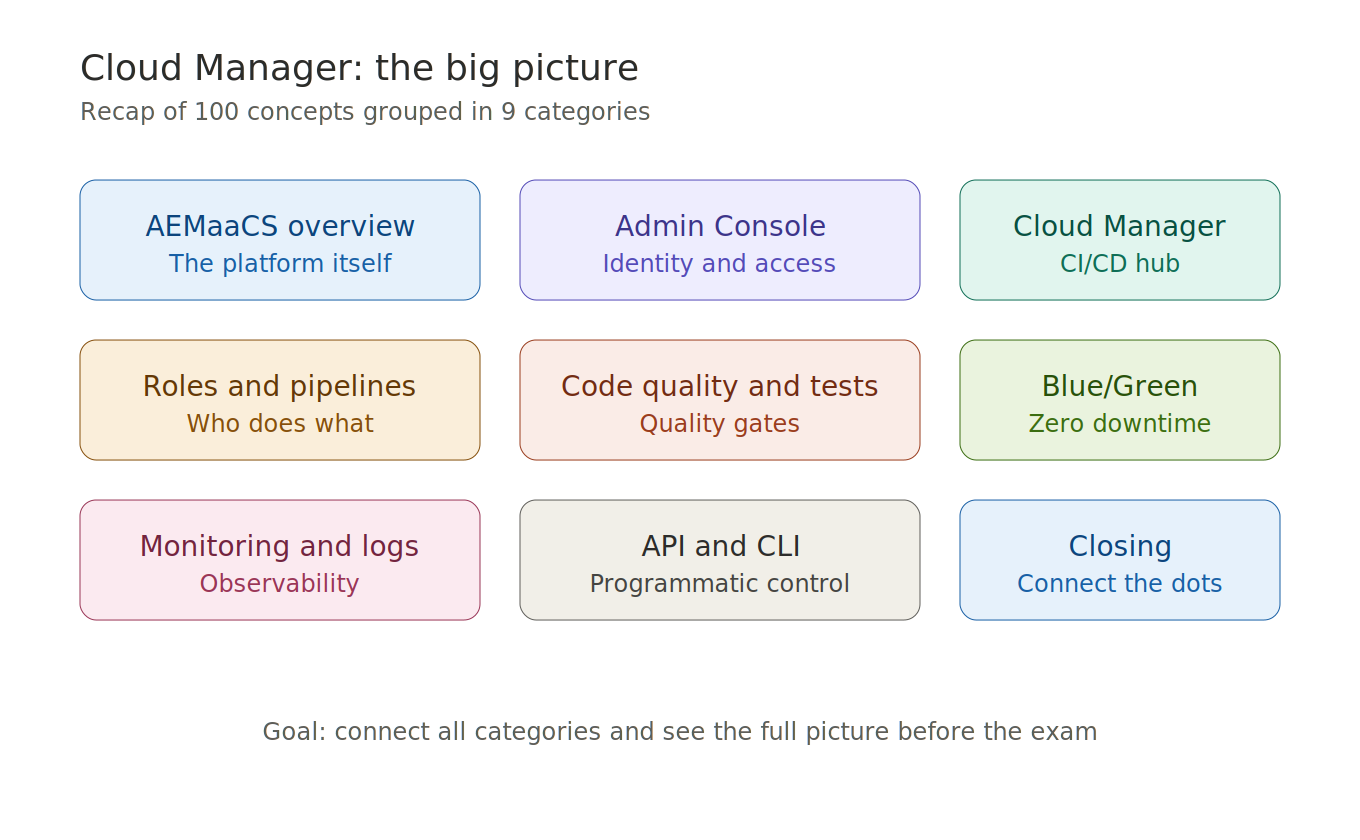 Cloud Manager: the big picture
Recap of 100 concepts grouped in 9 categories
AEMaaCS overview
The platform itself
Admin Console
Identity and access
Cloud Manager
CI/CD hub
Roles and pipelines
Who does what
Code quality and tests
Quality gates
Blue/Green
Zero downtime
Monitoring and logs
Observability
API and CLI
Programmatic control
Closing
Connect the dots
Goal: connect all categories and see the full picture before the exam